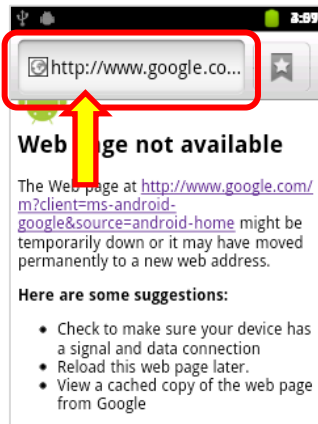 3:09
http://www.google.co...
Web age not available
The Web page at http://www.google.com/
m?client=ms-android-
google&source=android-home might be
temporarily down or it may have moved
permanently to a new web address.
Here are some suggestions:
• Check to make sure your device has
a signal and data connection
• Reload this web page later.
• View a cached copy of the web page
from Google